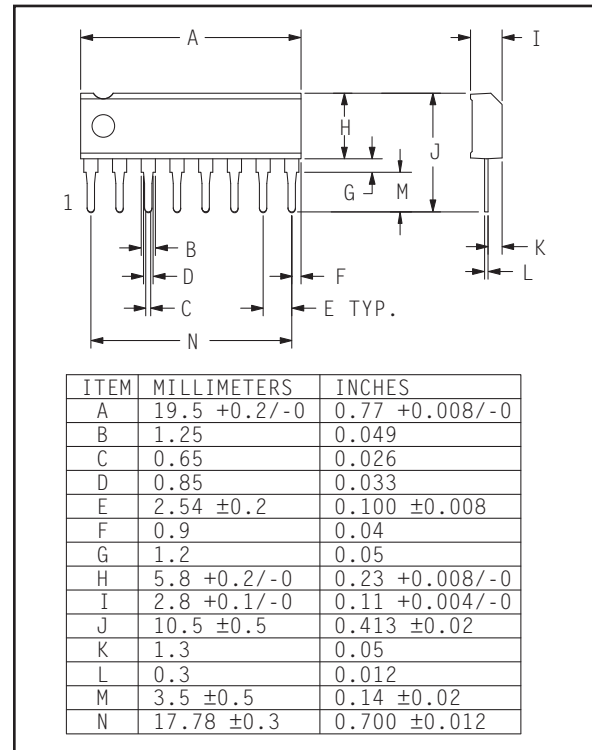 A
I
H
J
G
M
1
K
B
F
L
D
C
E TYP.
N
ITEM MILLIMETERS INCHES
A 19.5 +0.2/-0 0.77 +0.008/-0
B 1.25 0.049
C 0.65 0.026
D 0.85 0.033
E 2.54 ±0.2 0.100 ±0.008
F 0.9 0.04
G 1.2 0.05
H 5.8 +0.2/-0 0.23 +0.008/-0
I 2.8 +0.1/-0 0.11 +0.004/-0
J 10.5 ±0.5 0.413 ±0.02
K 1.3 0.05
L 0.3 0.012
M 3.5 ±0.5 0.14 ±0.02
N 17.78 ±0.3 0.700 ±0.012